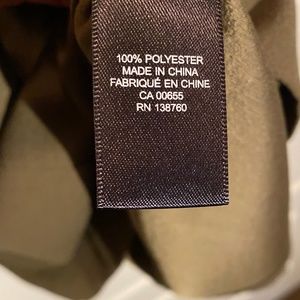 100% POLYESTER
MADE IN CHINA
FABRIQUÉ EN CHINE
CA 00655
RN 138760